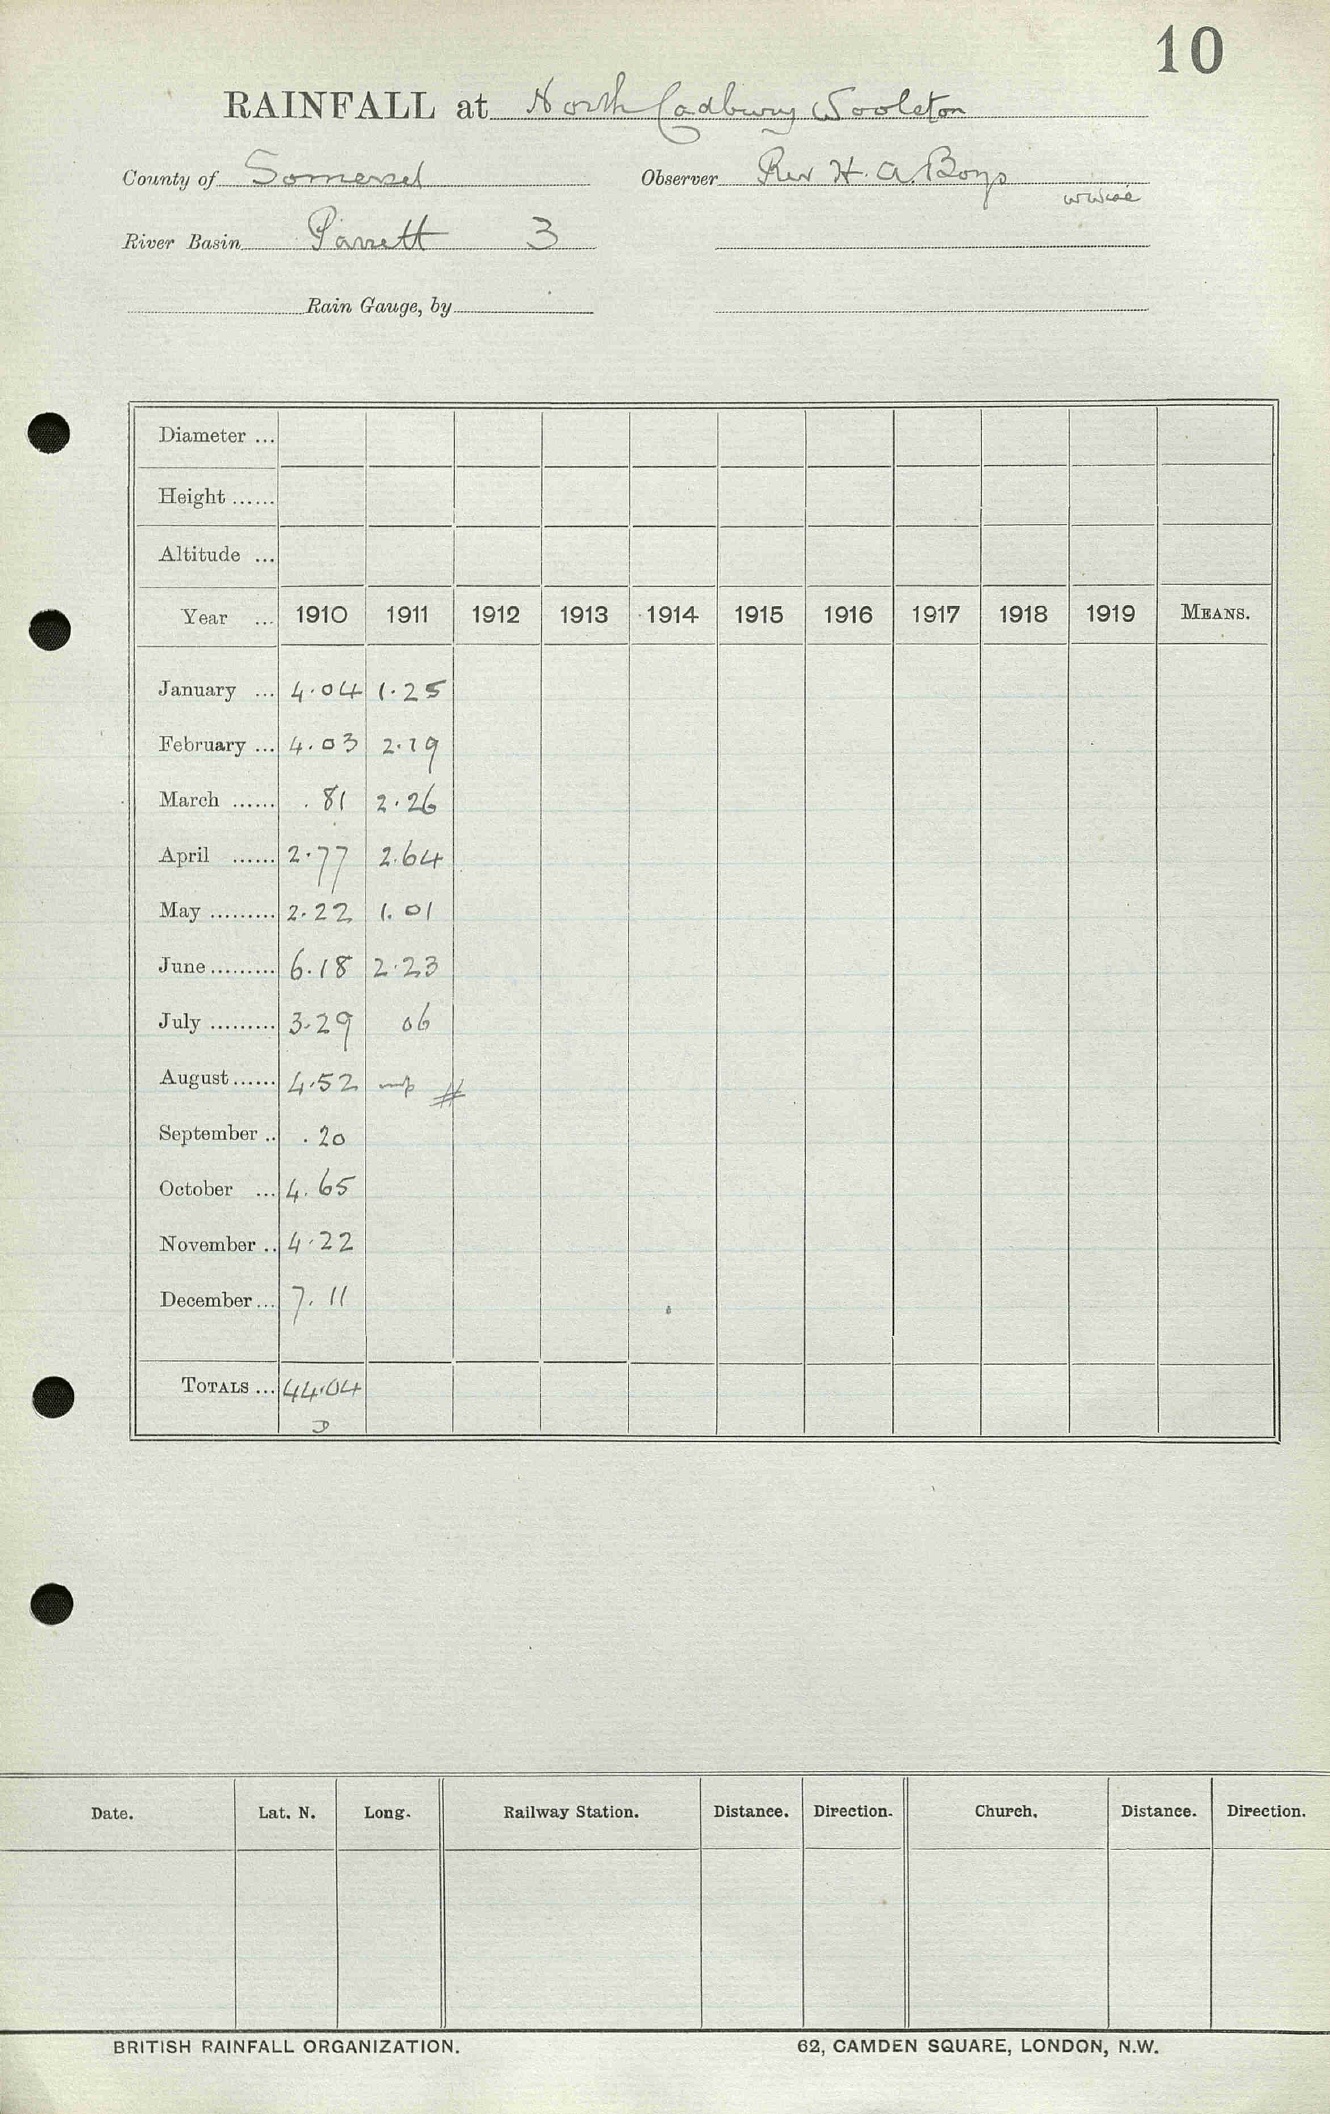 10
RAINFALL at North Cadbury Woolston
County of Somerset Observer Rev H. A. Boys
River Basin Parrett 3
Rain Gauge, by
Diameter ...
Height ......
Altitude ...
Year ... 1910 1911 1912 1913 1914 1915 1916 1917 1918 1919 MEANS.
January ... 4.04 1.25
February ... 4.03 2.19
March ...... .81 2.26
April ...... 2.77 2.64
May ......... 2.22 1.01
June ......... 6.18 2.23
July ......... 3.29 06
August ...... 4.52
September .. .20
October ... 4.65
November .. 4.22
December ... 7.11
TOTALS ... 44.04
Date. Lat. N. Long. Railway Station. Distance. Direction. Church. Distance. Direction.
BRITISH RAINFALL ORGANIZATION. 62, CAMDEN SQUARE, LONDON, N.W.